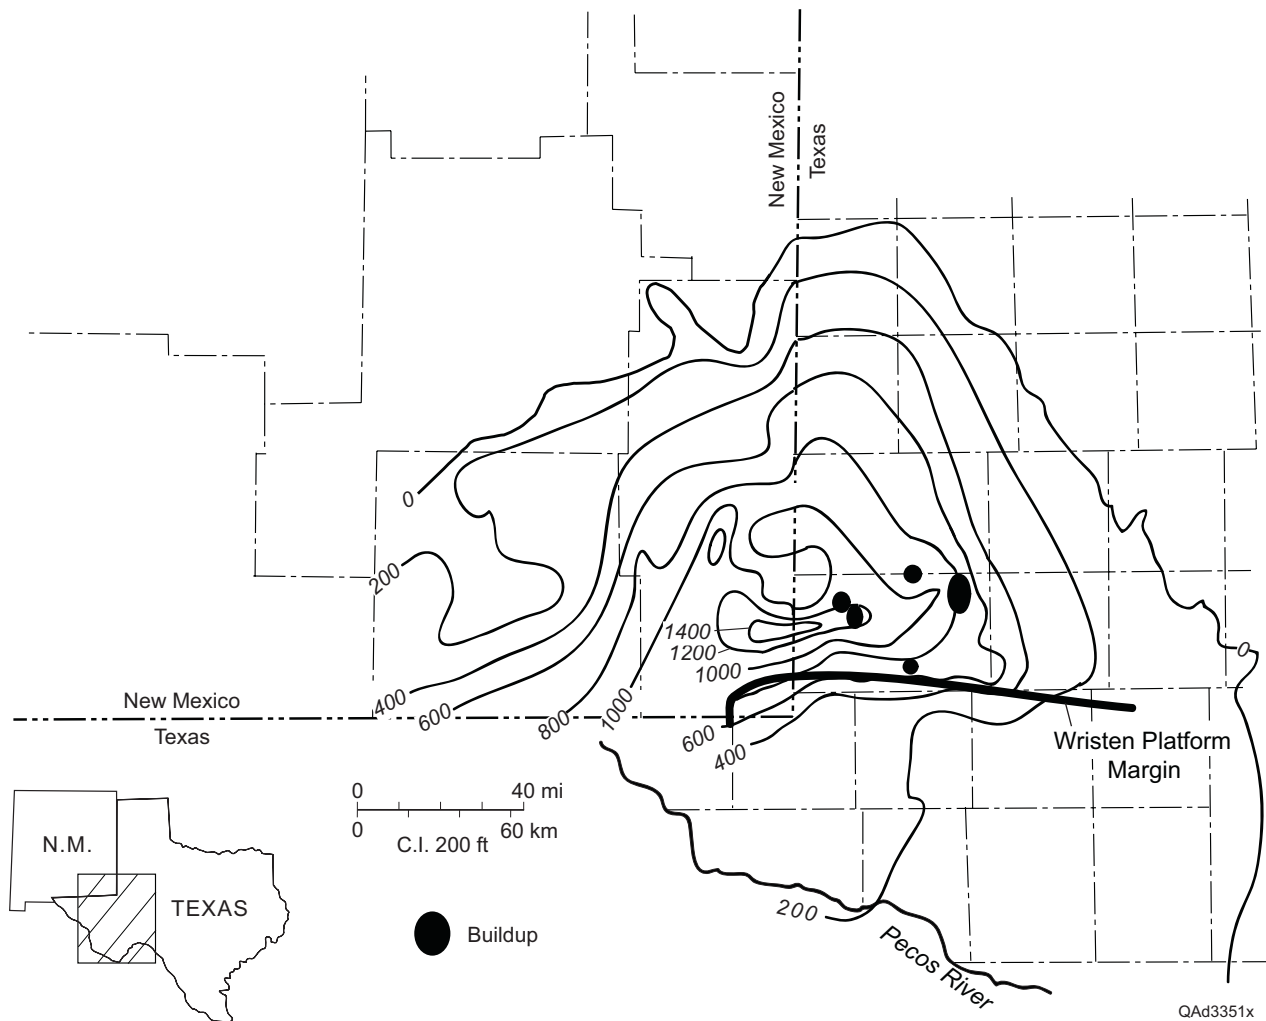 New Mexico
Texas
0
200
1400
1200
1000
0
400
600
800
1000
600
400
New Mexico
Texas
Wristen Platform
Margin
0 40 mi
0 60 km
C.I. 200 ft
N.M.
TEXAS
Buildup
200
Pecos River
QAd3351x